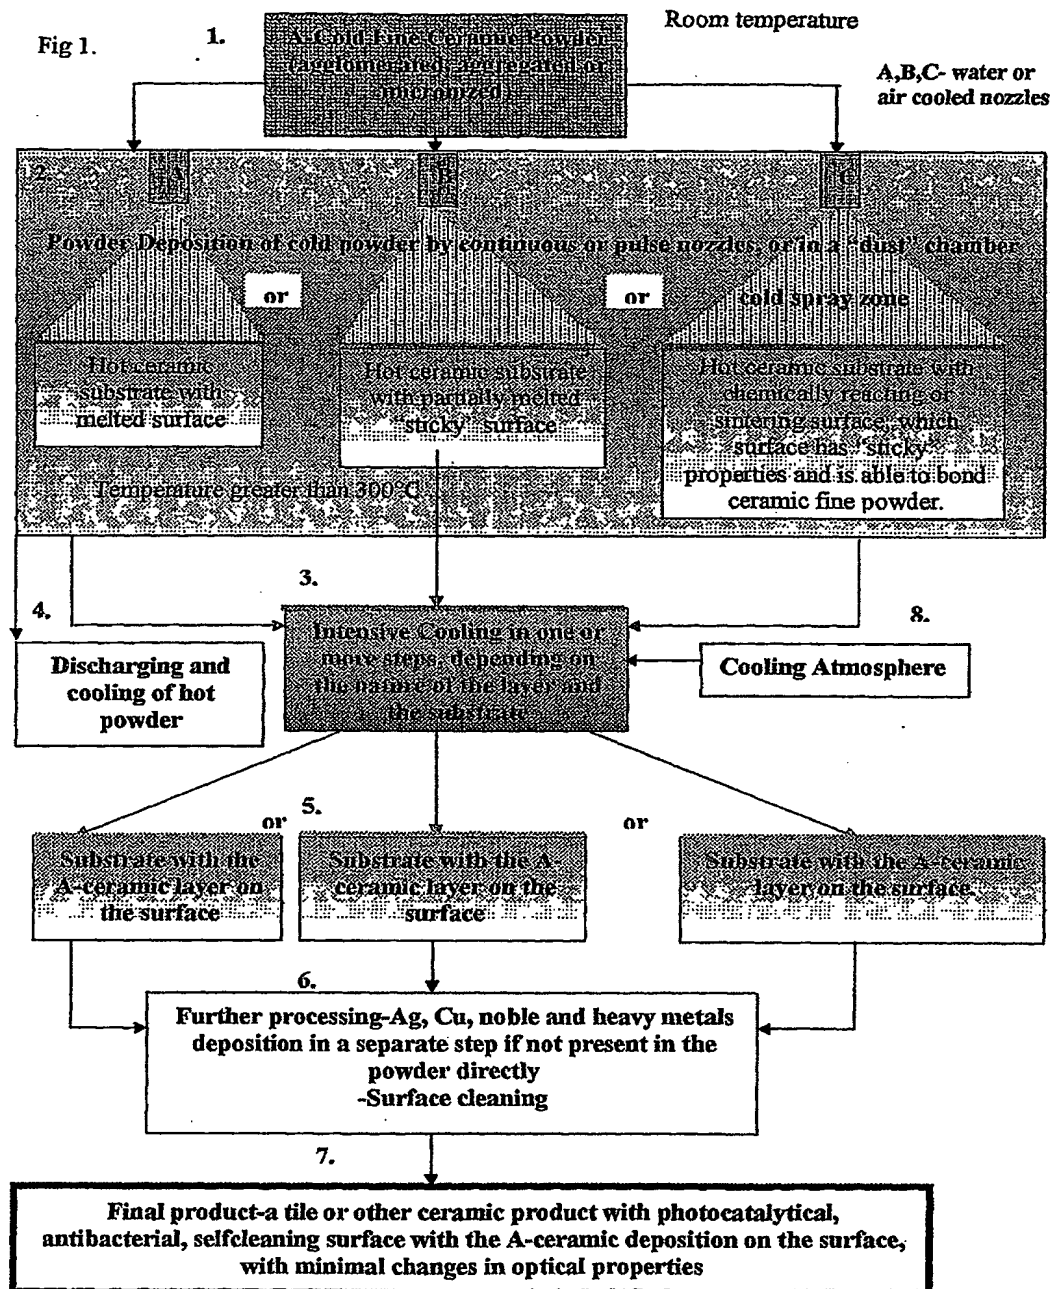 Fig 1.
1.
Room temperature
A-Cold Fine Ceramic Powder
(agglomerated, aggregated or
micronized)
A,B,C- water or
air cooled nozzles
2.
A
B
C
Powder Deposition of cold powder by continuous or pulse nozzles, or in a "dust" chamber
or
or
cold spray zone
Hot ceramic
substrate with
melted surface
Hot ceramic substrate
with partially melted
"sticky" surface
Hot ceramic substrate with
chemically reacting or
sintering surface, which
surface has "sticky"
properties and is able to bond
ceramic fine powder.
Temperature greater than 300°C
3.
4.
8.
Discharging and
cooling of hot
powder
Intensive Cooling in one or
more steps, depending on
the nature of the layer and
the substrate
Cooling Atmosphere
5.
or
or
Substrate with the
A-ceramic layer on
the surface
Substrate with the A-
ceramic layer on the
surface
Substrate with the A-ceramic
layer on the surface
6.
Further processing-Ag, Cu, noble and heavy metals
deposition in a separate step if not present in the
powder directly
-Surface cleaning
7.
Final product-a tile or other ceramic product with photocatalytical,
antibacterial, selfcleaning surface with the A-ceramic deposition on the surface,
with minimal changes in optical properties